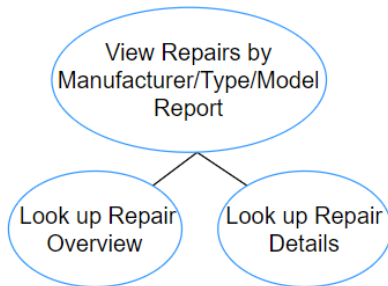 View Repairs by
Manufacturer/Type/Model
Report
Look up Repair
Overview
Look up Repair
Details